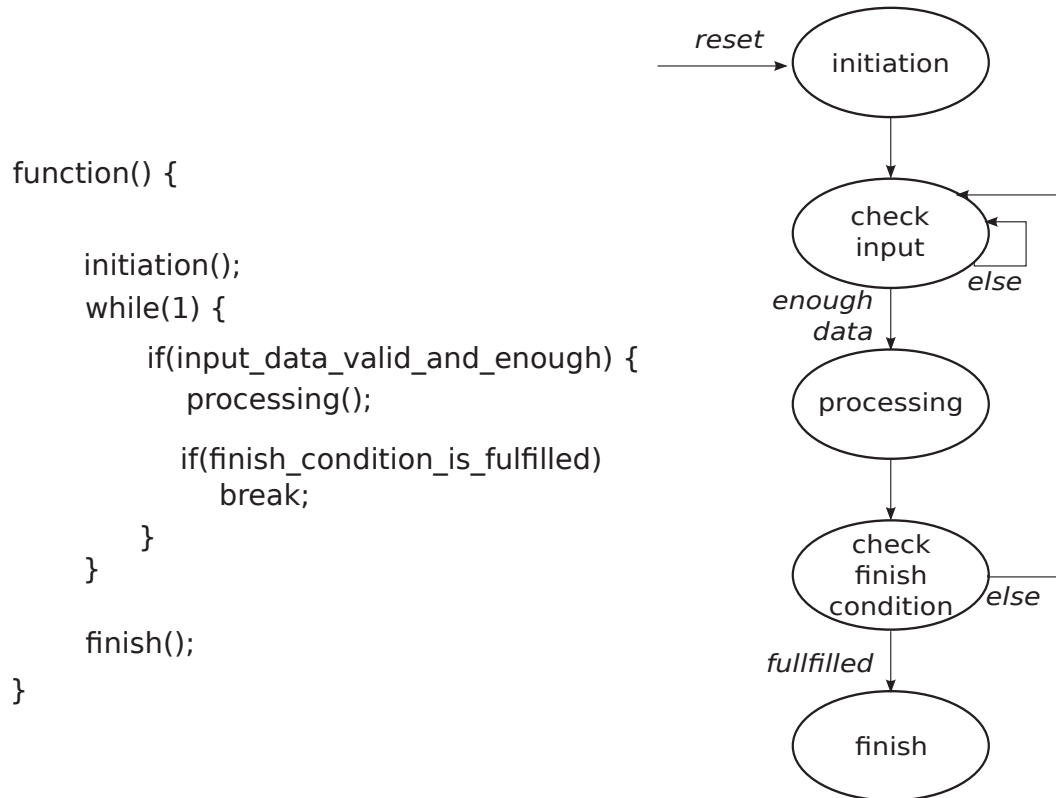 function() {
initiation();
while(1) {
if(input_data_valid_and_enough) {
processing();
if(finish_condition_is_fulfilled)
break;
}
}
finish();
}
reset
initiation
check
input
else
enough
data
processing
check
finish
condition
else
fullfilled
finish